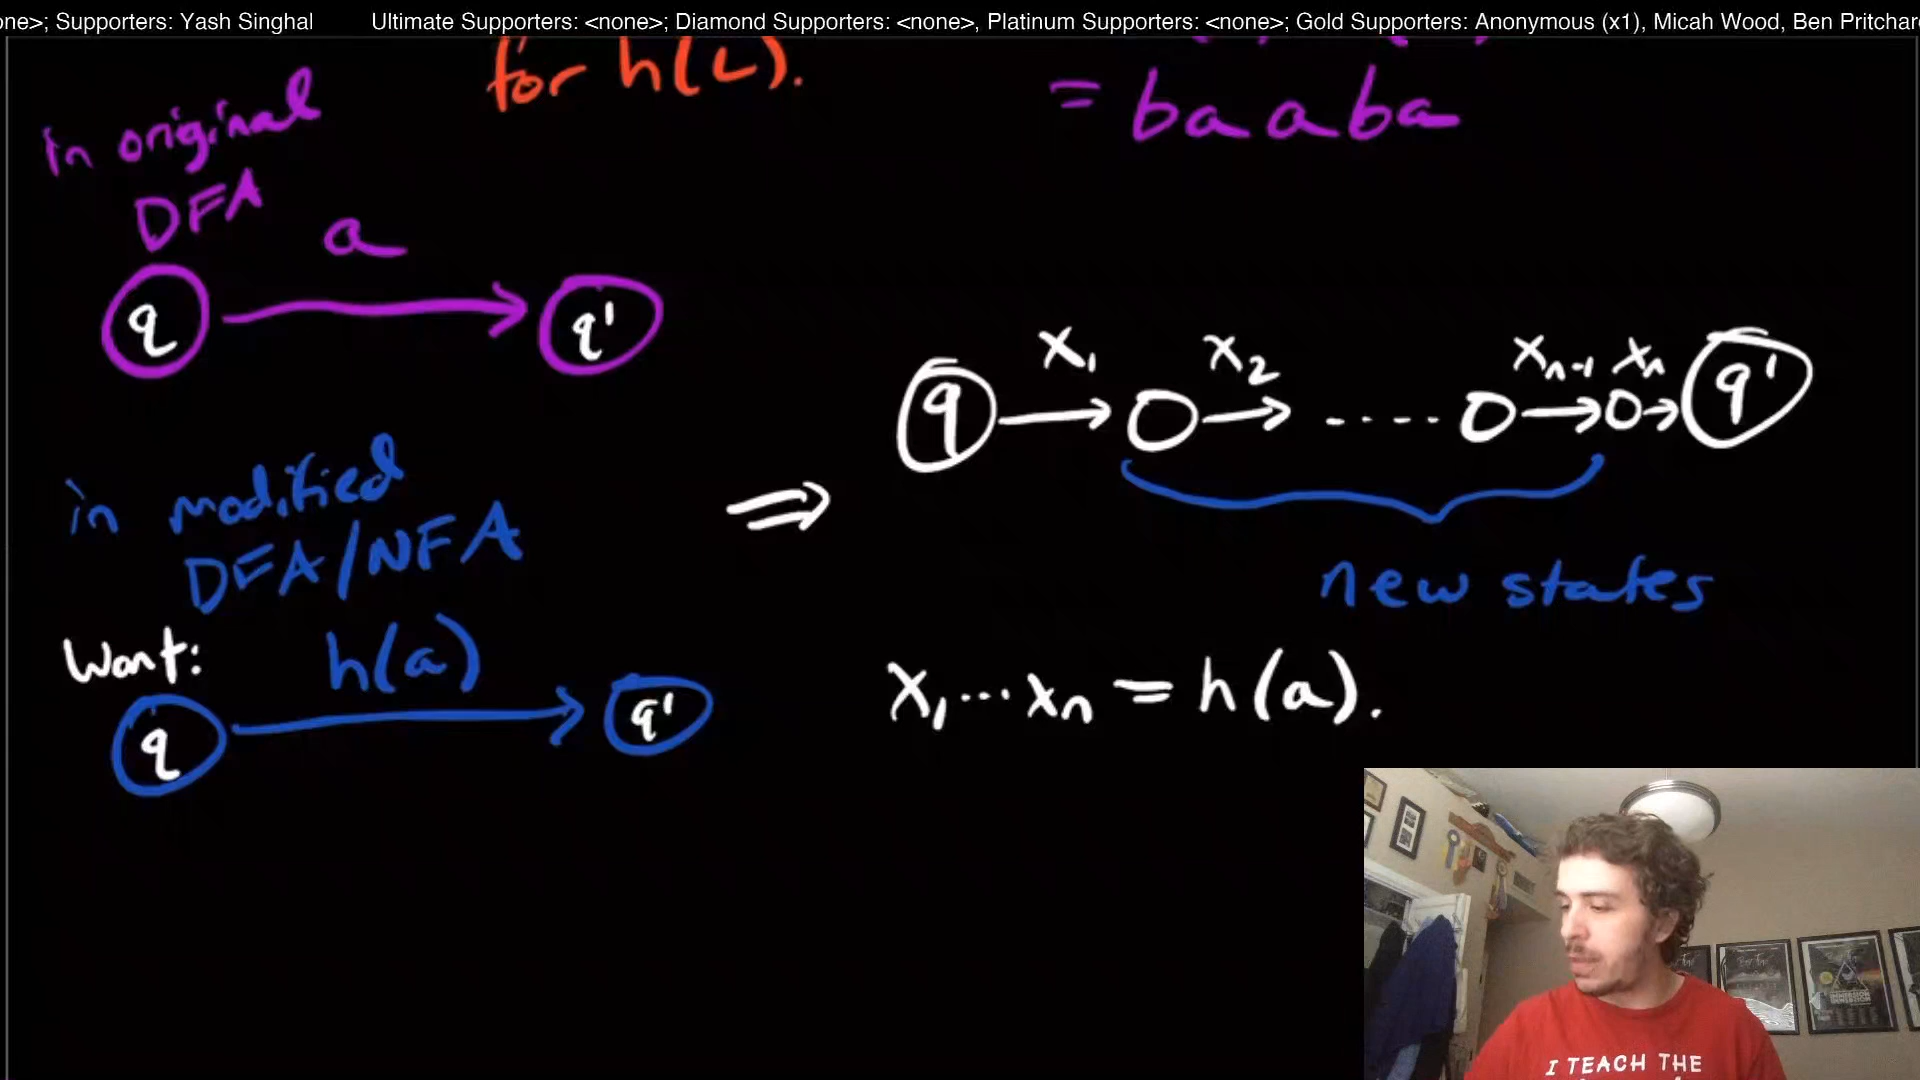 one>; Supporters: Yash Singhal Ultimate Supporters: <none>; Diamond Supporters: <none>, Platinum Supporters: <none>; Gold Supporters: Anonymous (x1), Micah Wood, Ben Pritchar
for h(L).
= baaba
in original
DFA
a
q
q'
x₁ x₂ xₙ₋₁ xₙ
q ..... q'
in modified
DFA/NFA
⇒
new states
Want: h(a)
x₁...xₙ = h(a).
q
q'
I TEACH THE